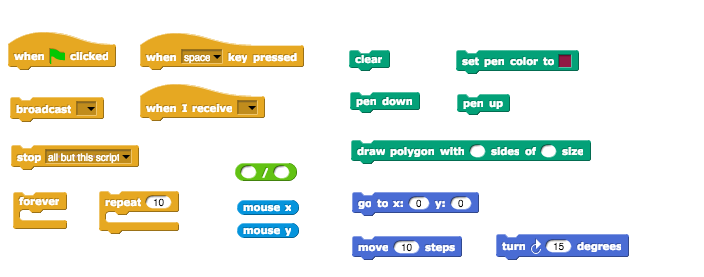 when clicked
when space key pressed
clear
set pen color to
broadcast
when I receive
pen down
pen up
stop all but this script
/
draw polygon with sides of size
forever
repeat 10
mouse x
go to x: 0 y: 0
mouse y
move 10 steps
turn 15 degrees